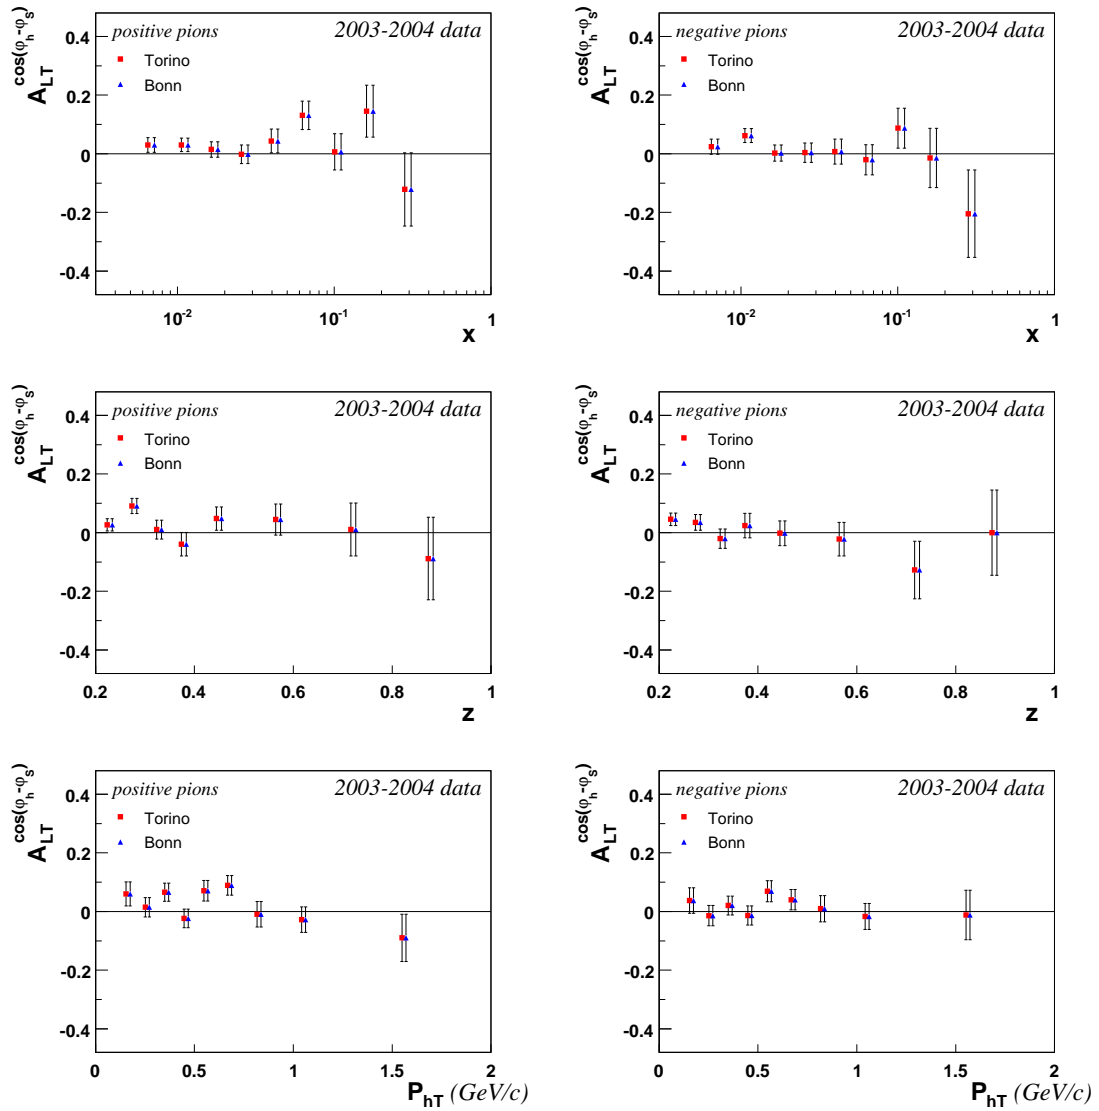 A_LT^cos(φ_h-φ_S)
positive pions 2003-2004 data
Torino
Bonn
0.4
0.2
0
-0.2
-0.4
10^-2 10^-1 1
x
A_LT^cos(φ_h-φ_S)
negative pions 2003-2004 data
Torino
Bonn
0.4
0.2
0
-0.2
-0.4
10^-2 10^-1 1
x
A_LT^cos(φ_h-φ_S)
positive pions 2003-2004 data
Torino
Bonn
0.4
0.2
0
-0.2
-0.4
0.2 0.4 0.6 0.8 1
z
A_LT^cos(φ_h-φ_S)
negative pions 2003-2004 data
Torino
Bonn
0.4
0.2
0
-0.2
-0.4
0.2 0.4 0.6 0.8 1
z
A_LT^cos(φ_h-φ_S)
positive pions 2003-2004 data
Torino
Bonn
0.4
0.2
0
-0.2
-0.4
0 0.5 1 1.5 2
P_hT (GeV/c)
A_LT^cos(φ_h-φ_S)
negative pions 2003-2004 data
Torino
Bonn
0.4
0.2
0
-0.2
-0.4
0 0.5 1 1.5 2
P_hT (GeV/c)